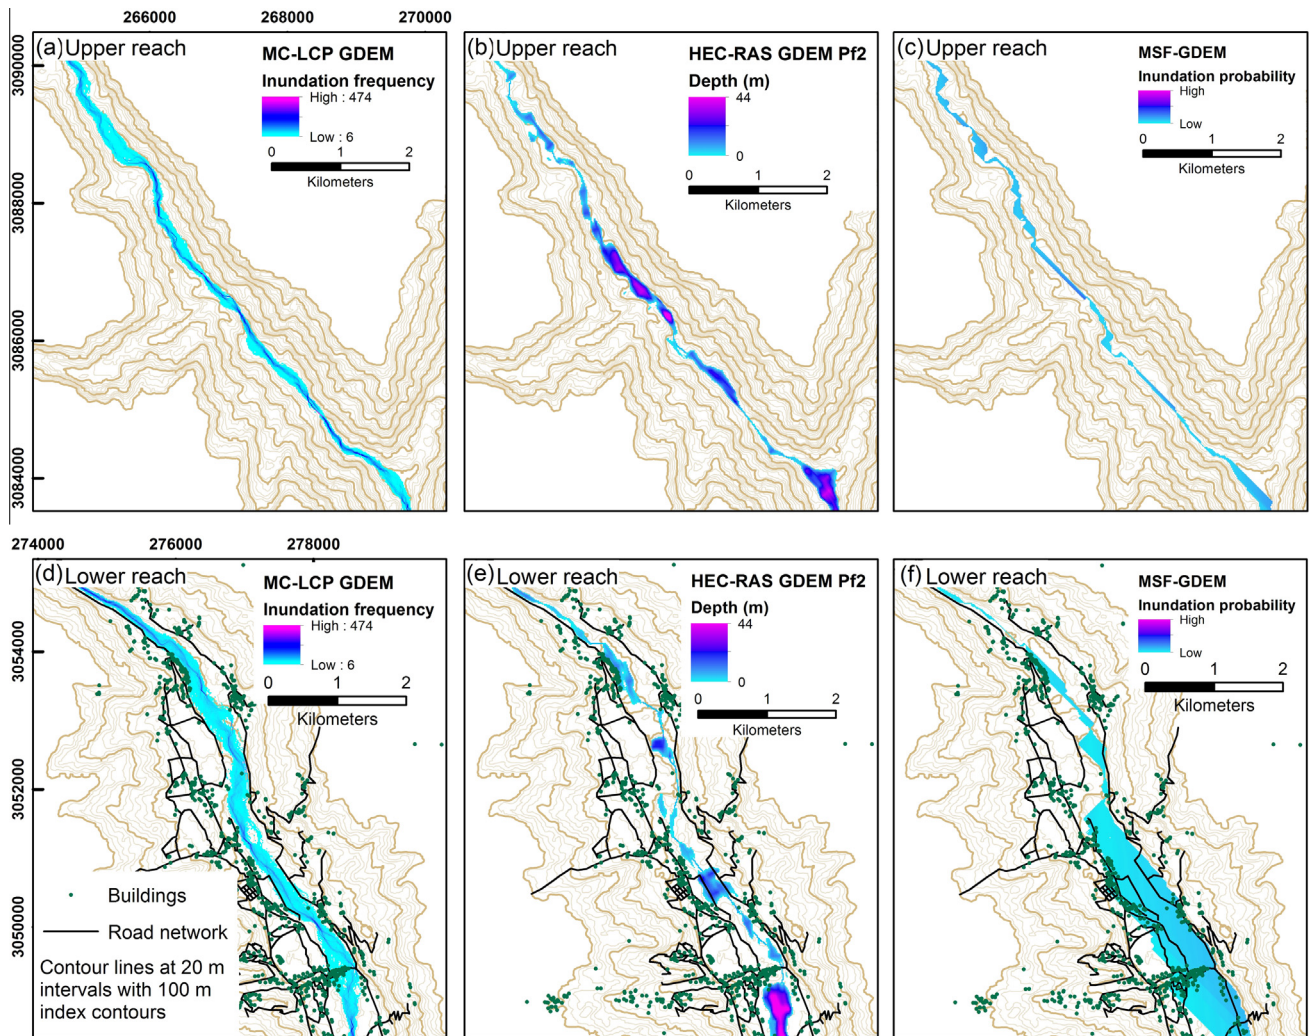 266000 268000 270000
3090000
3088000
3086000
3084000
(a) Upper reach
MC-LCP GDEM
Inundation frequency
High : 474
Low : 6
0 1 2
Kilometers
(b) Upper reach
HEC-RAS GDEM Pf2
Depth (m)
44
0
0 1 2
Kilometers
(c) Upper reach
MSF-GDEM
Inundation probability
High
Low
0 1 2
Kilometers
274000 276000 278000
3054000
3052000
3050000
(d) Lower reach
MC-LCP GDEM
Inundation frequency
High : 474
Low : 6
0 1 2
Kilometers
Buildings
Road network
Contour lines at 20 m
intervals with 100 m
index contours
(e) Lower reach
HEC-RAS GDEM Pf2
Depth (m)
44
0
0 1 2
Kilometers
(f) Lower reach
MSF-GDEM
Inundation probability
High
Low
0 1 2
Kilometers